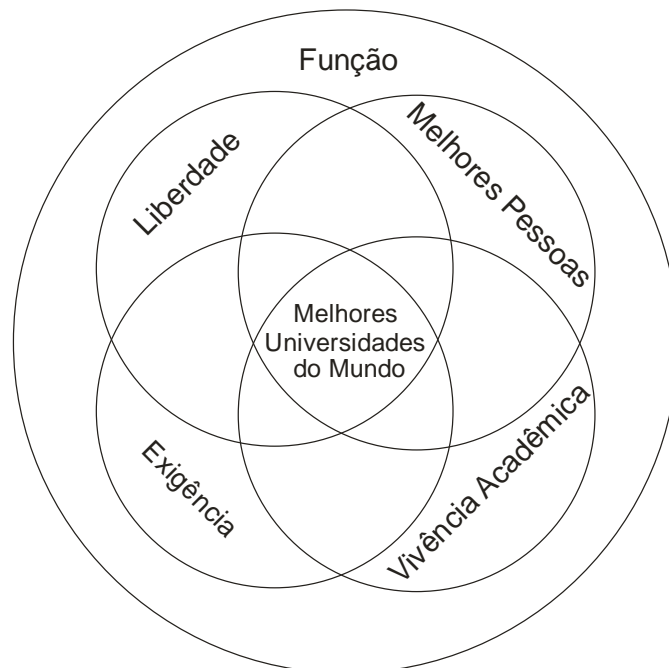 Função
Liberdade
Melhores Pessoas
Melhores
Universidades
do Mundo
Exigência
Vivência Acadêmica